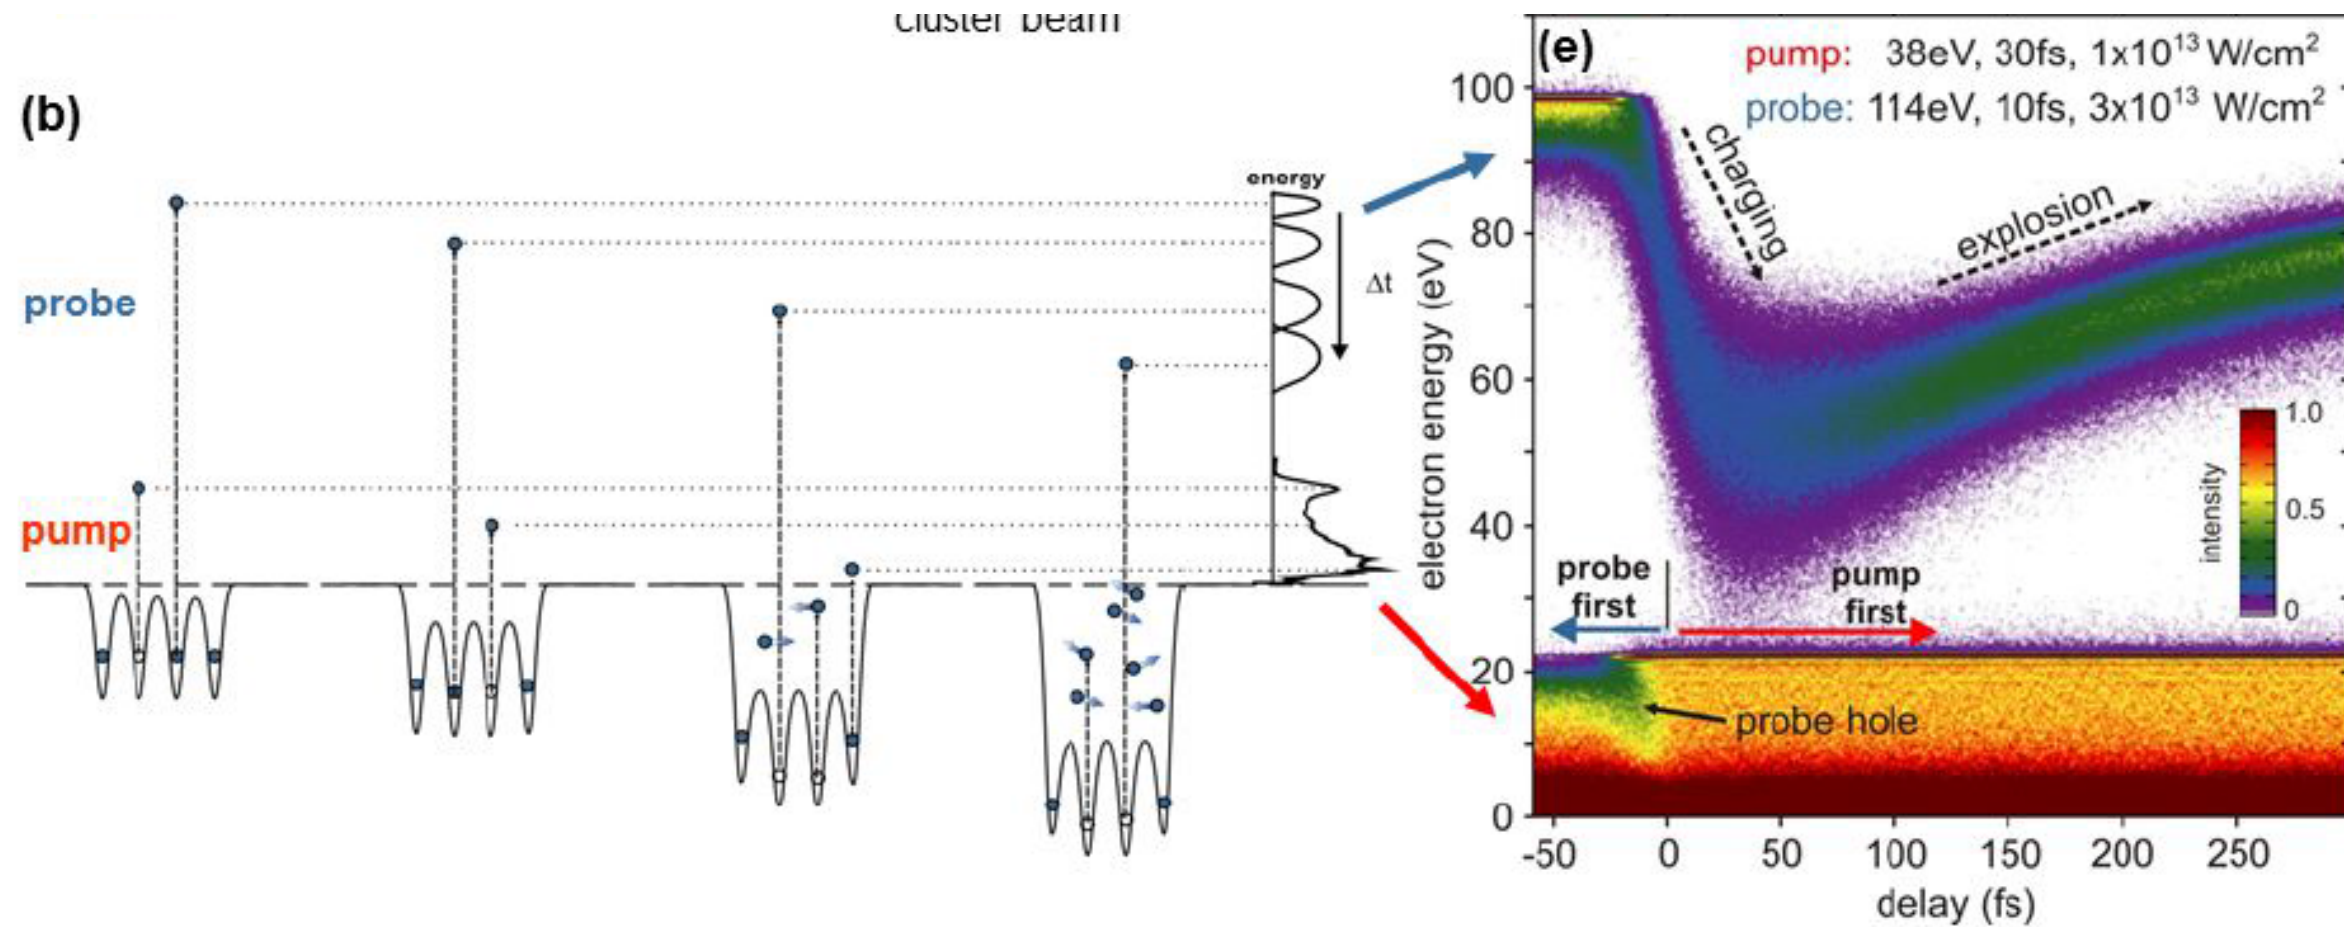 cluster beam
(b)
probe
pump
energy
Δt
(e)
pump: 38eV, 30fs, 1x10¹³ W/cm²
probe: 114eV, 10fs, 3x10¹³ W/cm²
charging
explosion
electron energy (eV)
100
80
60
40
20
0
probe
first
pump
first
probe hole
intensity
1.0
0.5
0
-50 0 50 100 150 200 250
delay (fs)